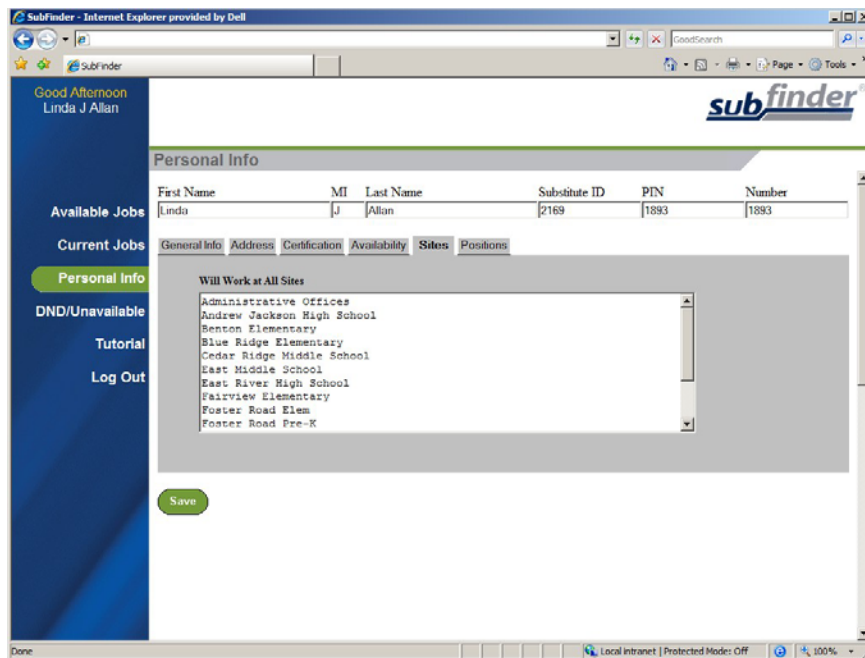 SubFinder - Internet Explorer provided by Dell
GoodSearch
SubFinder
Page Tools
Good Afternoon
Linda J Allan
subfinder
Personal Info
First Name MI Last Name Substitute ID PIN Number
Linda J Allan 2169 1893 1893
Available Jobs
Current Jobs
Personal Info
DND/Unavailable
Tutorial
Log Out
General Info Address Certification Availability Sites Positions
Will Work at All Sites
Administrative Offices
Andrew Jackson High School
Benton Elementary
Blue Ridge Elementary
Cedar Ridge Middle School
East Middle School
East River High School
Fairview Elementary
Foster Road Elem
Foster Road Pre-K
Save
Done
Local intranet | Protected Mode: Off 100%